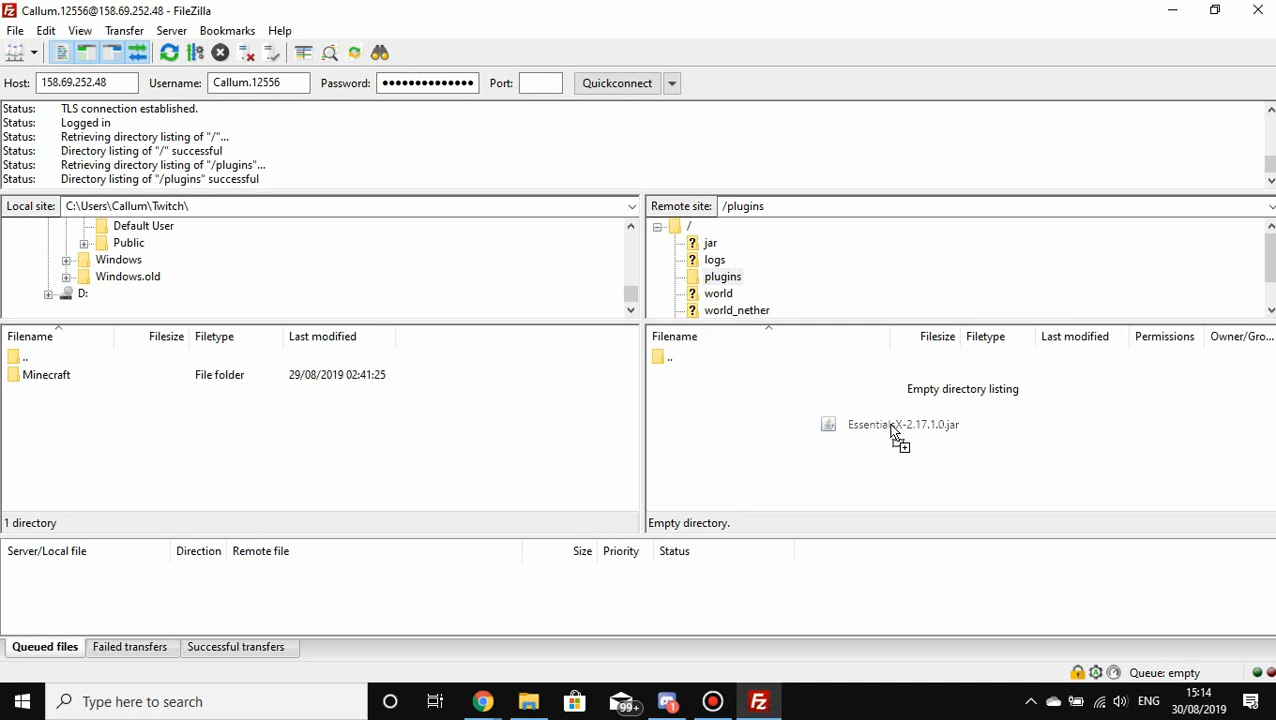 Callum.12556@158.69.252.48 - FileZilla
File Edit View Transfer Server Bookmarks Help
Host: 158.69.252.48 Username: Callum.12556 Password: ●●●●●●●●●●●●●● Port: Quickconnect
Status: TLS connection established.
Status: Logged in
Status: Retrieving directory listing of "/"...
Status: Directory listing of "/" successful
Status: Retrieving directory listing of "/plugins"...
Status: Directory listing of "/plugins" successful
Local site: C:\Users\Callum\Twitch\
Default User
Public
Windows
Windows.old
D:
Remote site: /plugins
/
? jar
? logs
plugins
? world
? world_nether
Filename Filesize Filetype Last modified
..
Minecraft File folder 29/08/2019 02:41:25
1 directory
Filename Filesize Filetype Last modified Permissions Owner/Gro...
..
Empty directory listing
EssentialsX-2.17.1.0.jar
Empty directory.
Server/Local file Direction Remote file Size Priority Status
Queued files Failed transfers Successful transfers
Queue: empty
Type here to search
99+
1
Fz
ENG
15:14
30/08/2019